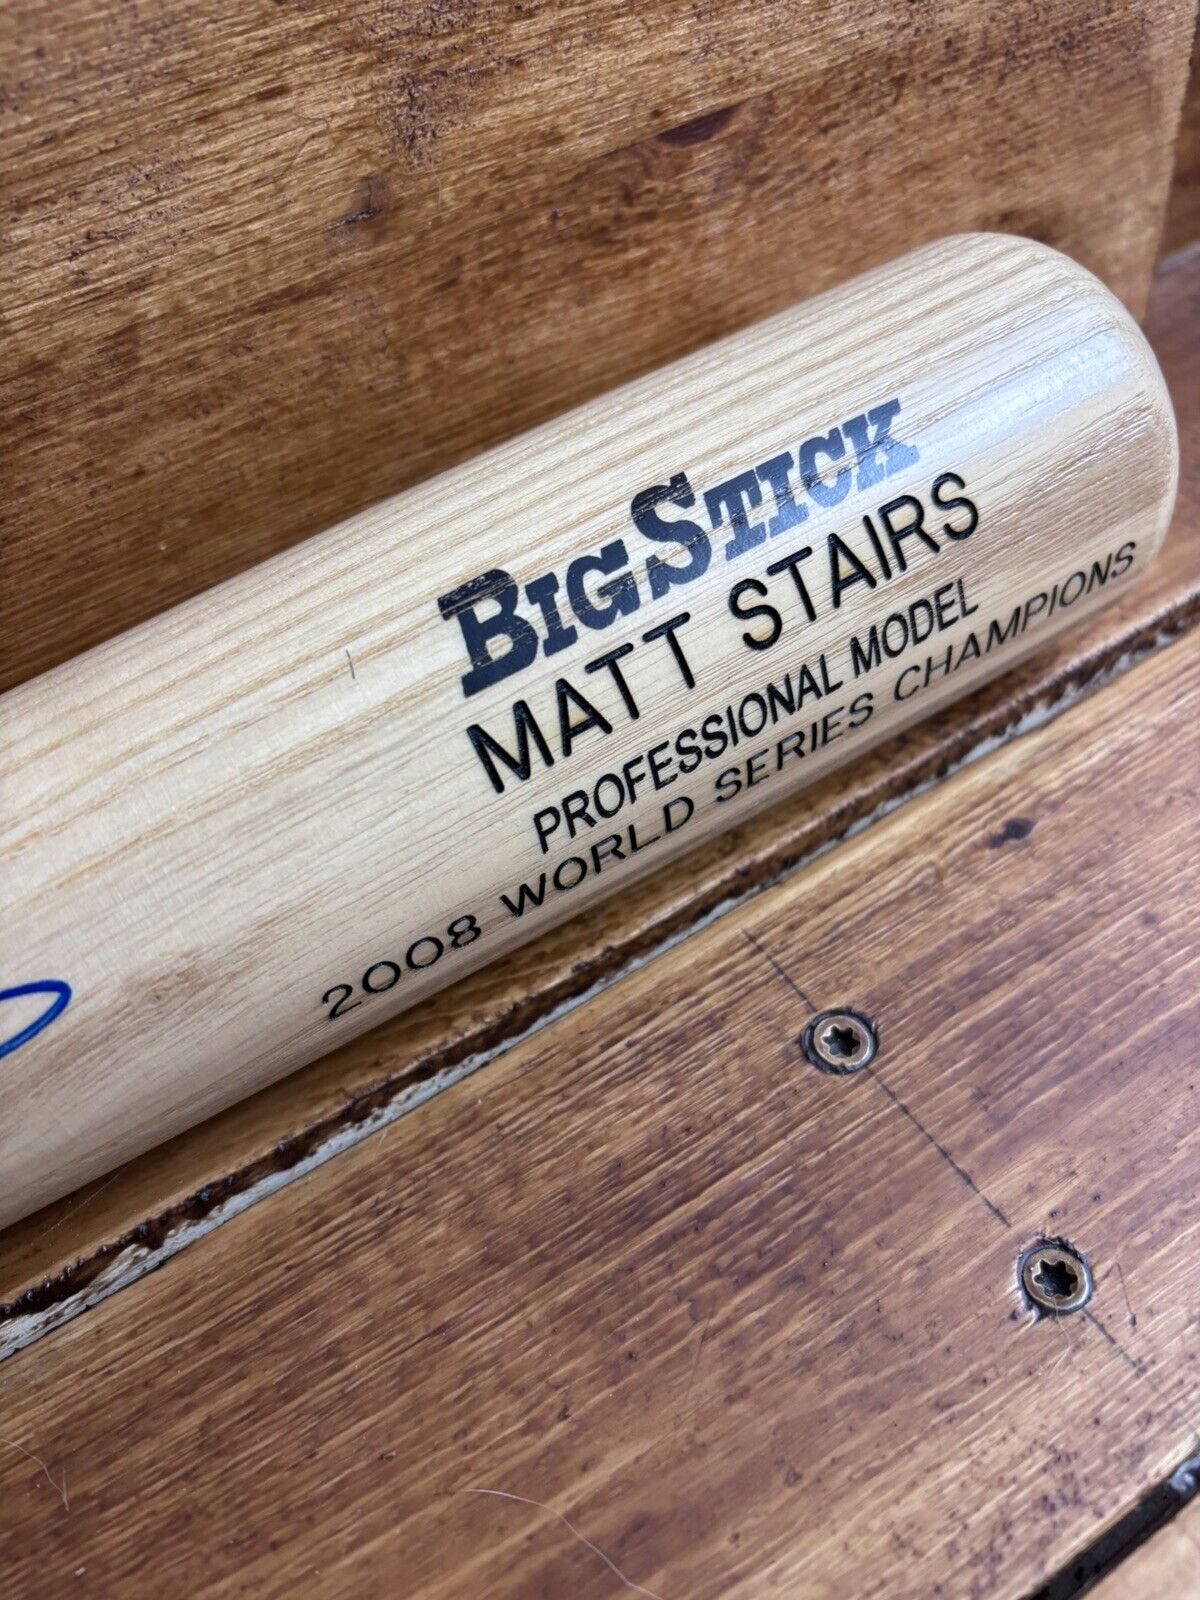 BIGSTICK
MATT STAIRS
PROFESSIONAL MODEL
2008 WORLD SERIES CHAMPIONS